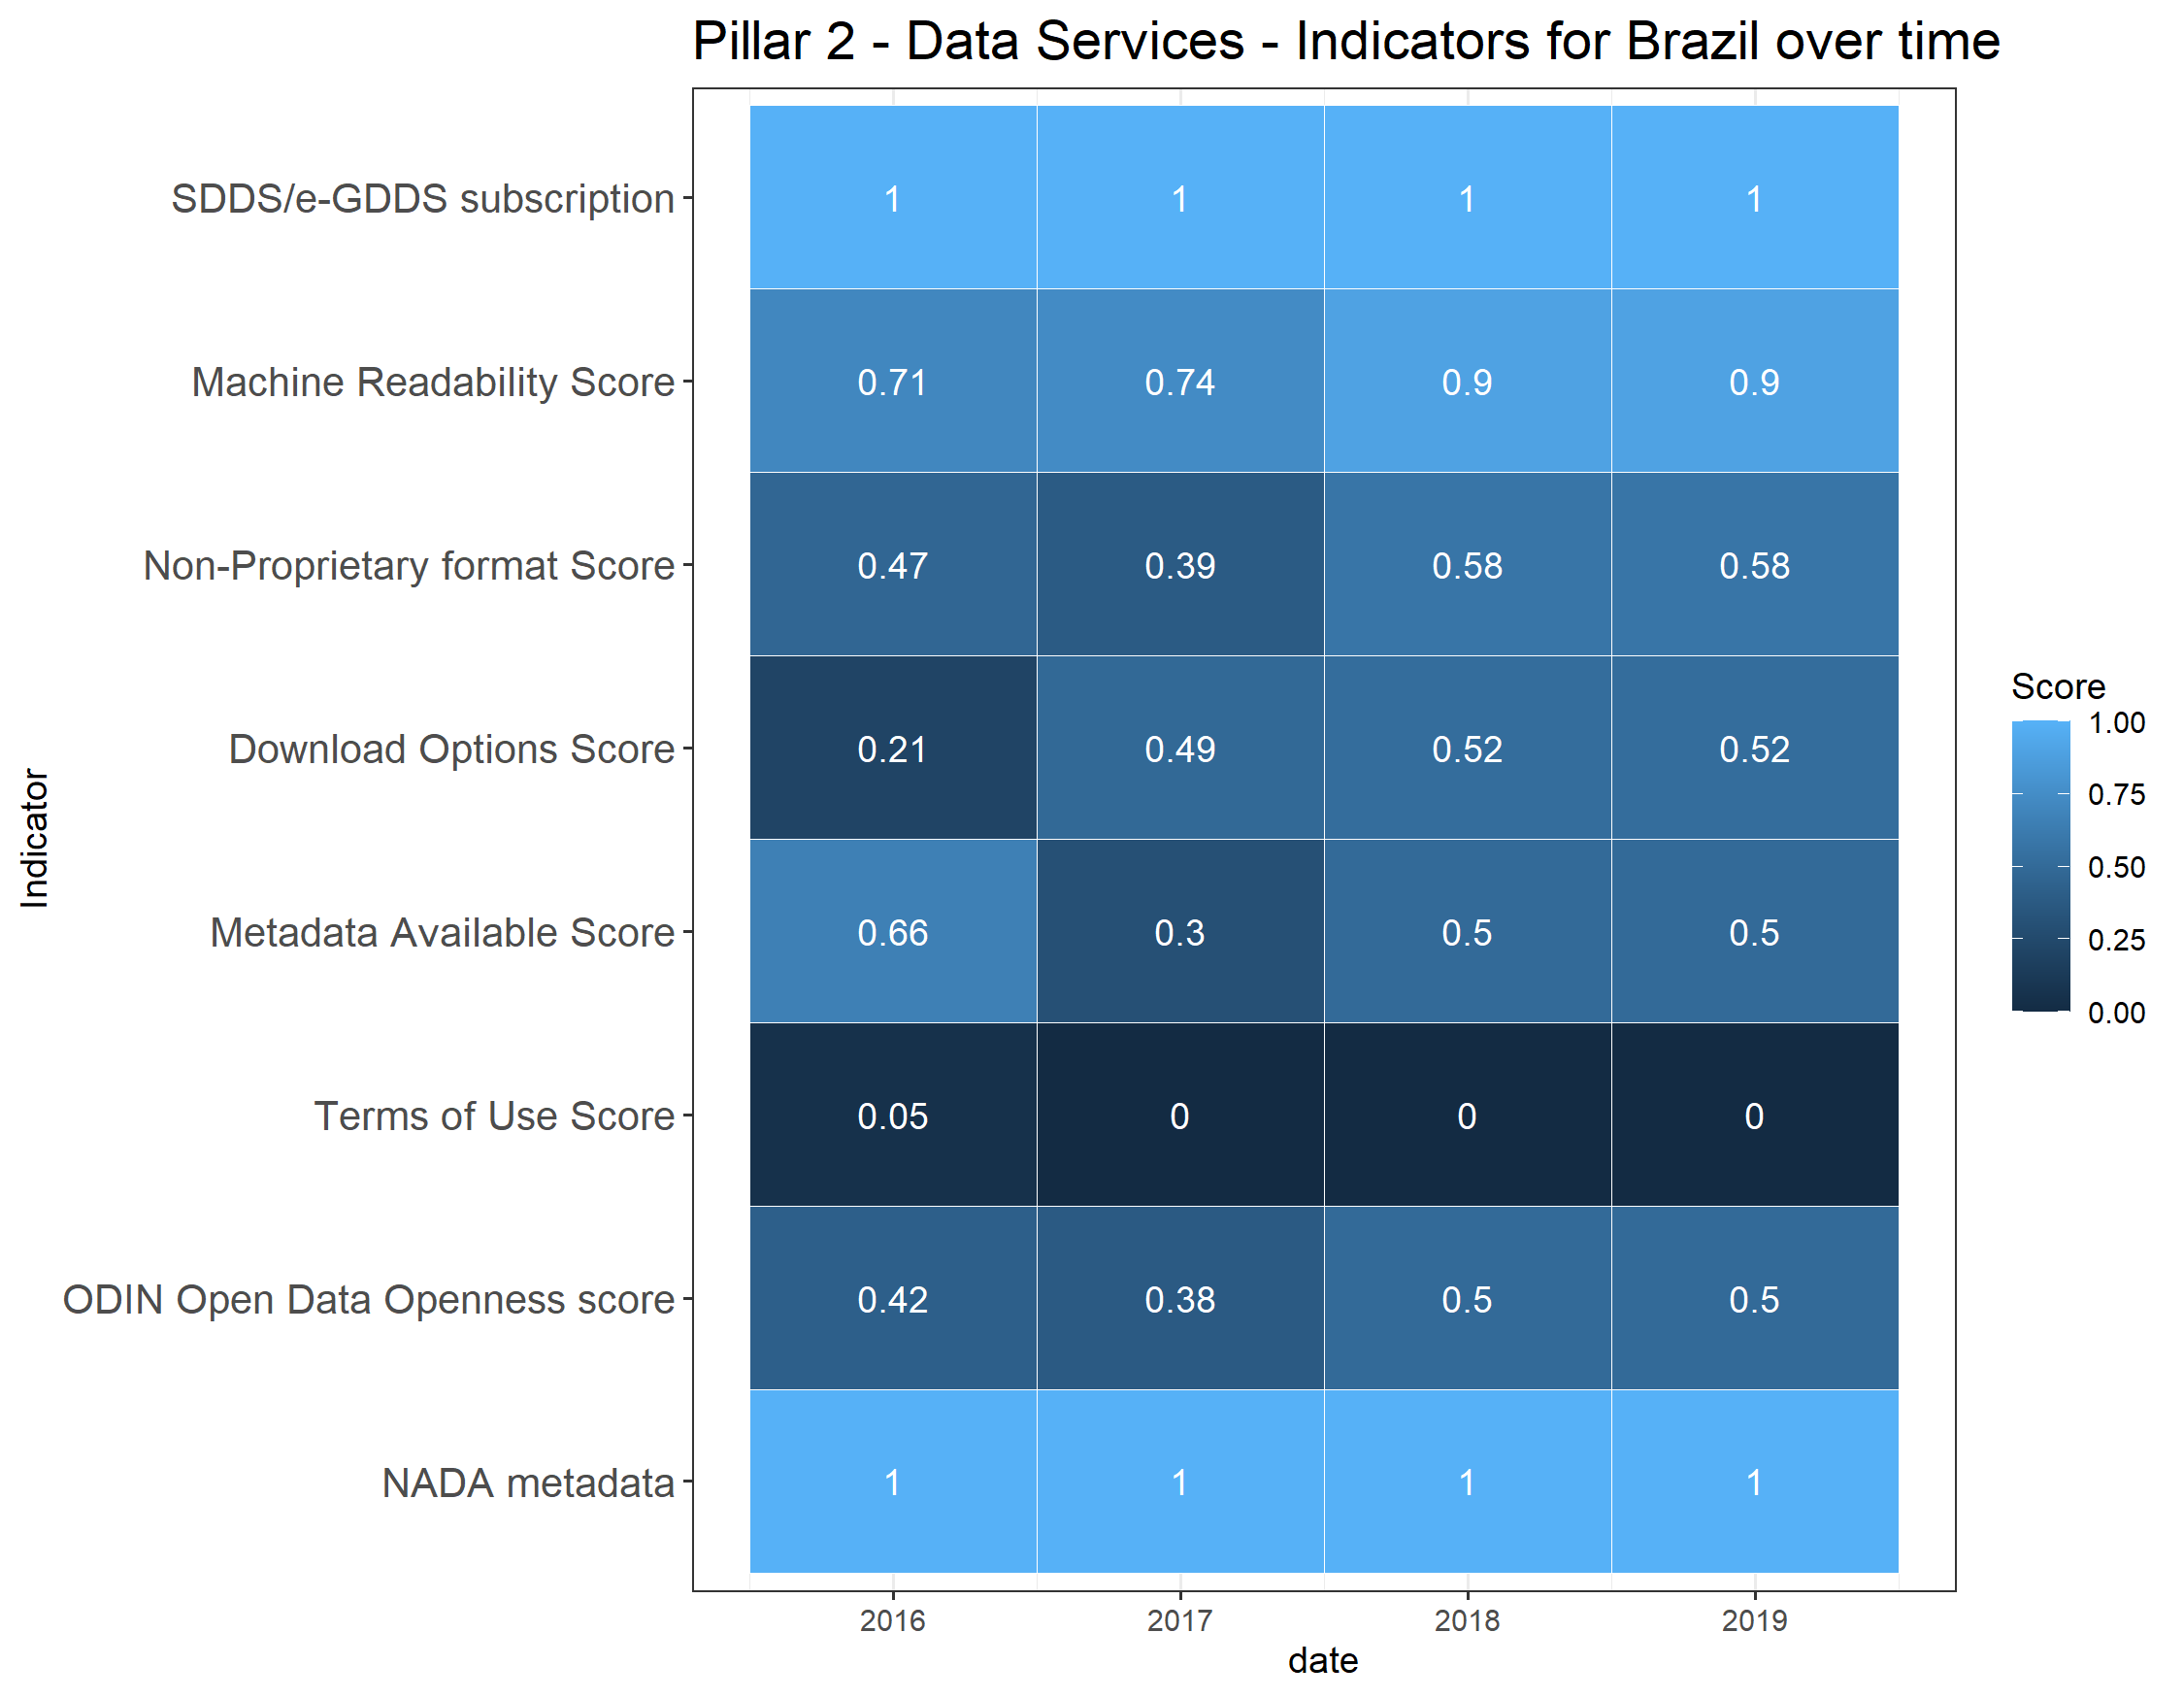 Pillar 2 - Data Services - Indicators for Brazil over time
Indicator
SDDS/e-GDDS subscription 1 1 1 1
Machine Readability Score 0.71 0.74 0.9 0.9
Non-Proprietary format Score 0.47 0.39 0.58 0.58
Download Options Score 0.21 0.49 0.52 0.52
Metadata Available Score 0.66 0.3 0.5 0.5
Terms of Use Score 0.05 0 0 0
ODIN Open Data Openness score 0.42 0.38 0.5 0.5
NADA metadata 1 1 1 1
2016 2017 2018 2019
date
Score
1.00
0.75
0.50
0.25
0.00